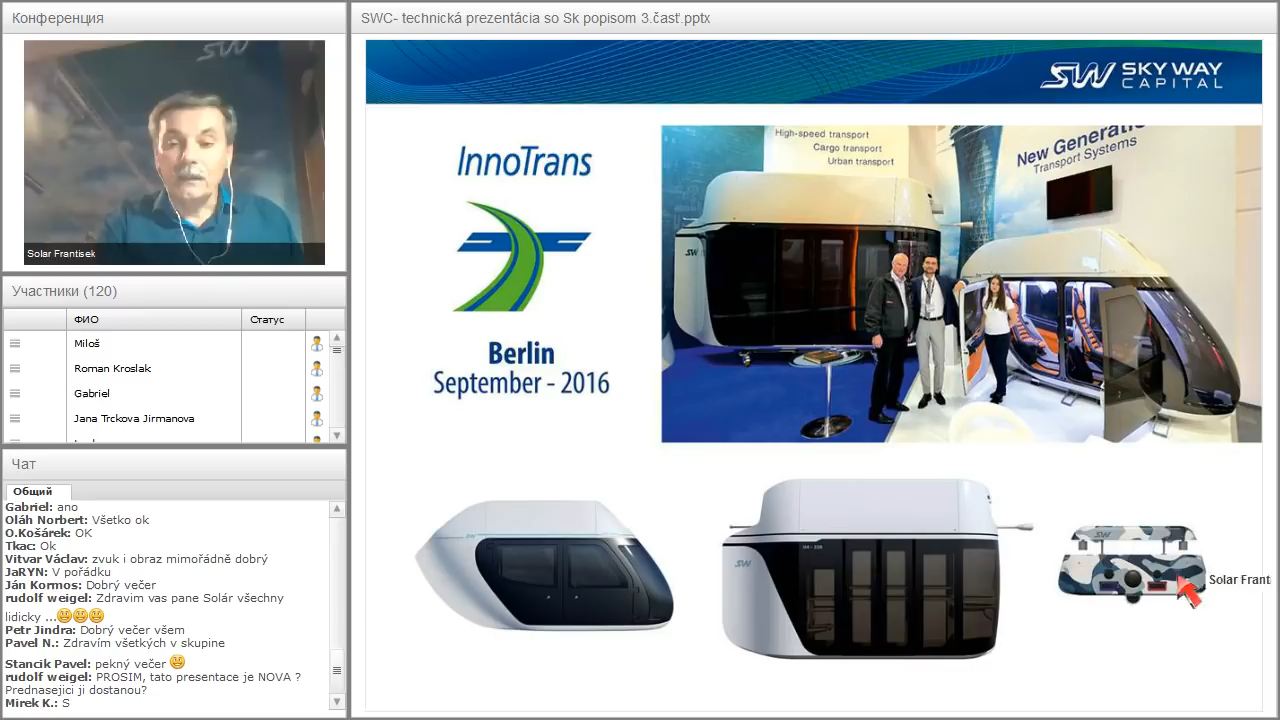 Конференция
SW
Solar Frantisek
Участники (120)
ФИО
Статус
Miloš
Roman Kroslak
Gabriel
Jana Trckova Jirmanova
Чат
Общий
Gabriel: ano
Oláh Norbert: Všetko ok
O.Košárek: OK
Tkac: Ok
Vitvar Václav: zvuk i obraz mimořádně dobrý
JaRYN: V pořádku
Ján Kormos: Dobrý večer
rudolf weigel: Zdravim vas pane Solár všechny
lidicky ...
Petr Jindra: Dobrý večer všem
Pavel N.: Zdravím všetkých v skupine
Stancik Pavel: pekný večer
rudolf weigel: PROSIM, tato presentace je NOVA ?
Prednasejici ji dostanou?
Mirek K.: S
SWC- technická prezentácia so Sk popisom 3.časť.pptx
SW SKY WAY
CAPITAL
InnoTrans
Berlin
September - 2016
High-speed transport
Cargo transport
Urban transport
New Generatio
Transport Systems
SW
SW
SW
Solar Franti